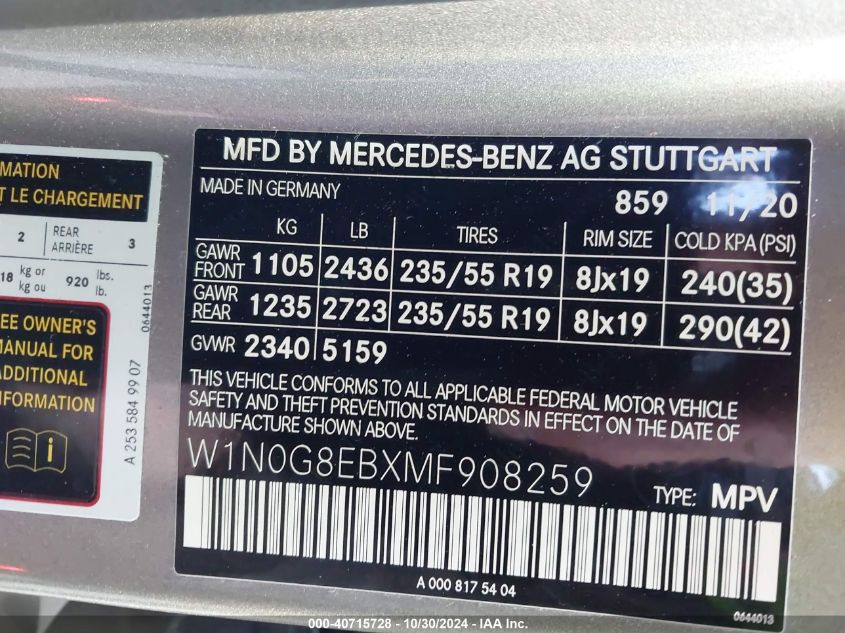 MATION
T LE CHARGEMENT
2 REAR ARRIÈRE 3
18 kg or kg ou 920 lbs. lb.
EE OWNER'S
MANUAL FOR
ADDITIONAL
NFORMATION
A 253 584 99 07
0644013
MFD BY MERCEDES-BENZ AG STUTTGART
MADE IN GERMANY 859 11/20
KG LB TIRES RIM SIZE COLD KPA (PSI)
GAWR FRONT 1105 2436 235/55 R19 8Jx19 240(35)
GAWR REAR 1235 2723 235/55 R19 8Jx19 290(42)
GVWR 2340 5159
THIS VEHICLE CONFORMS TO ALL APPLICABLE FEDERAL MOTOR VEHICLE
SAFETY AND THEFT PREVENTION STANDARDS IN EFFECT ON THE DATE OF
MANUFACTURE SHOWN ABOVE.
W1N0G8EBXMF908259
TYPE: MPV
A 000 817 54 04
0644013
000-40715728 - 10/30/2024 - IAA Inc.